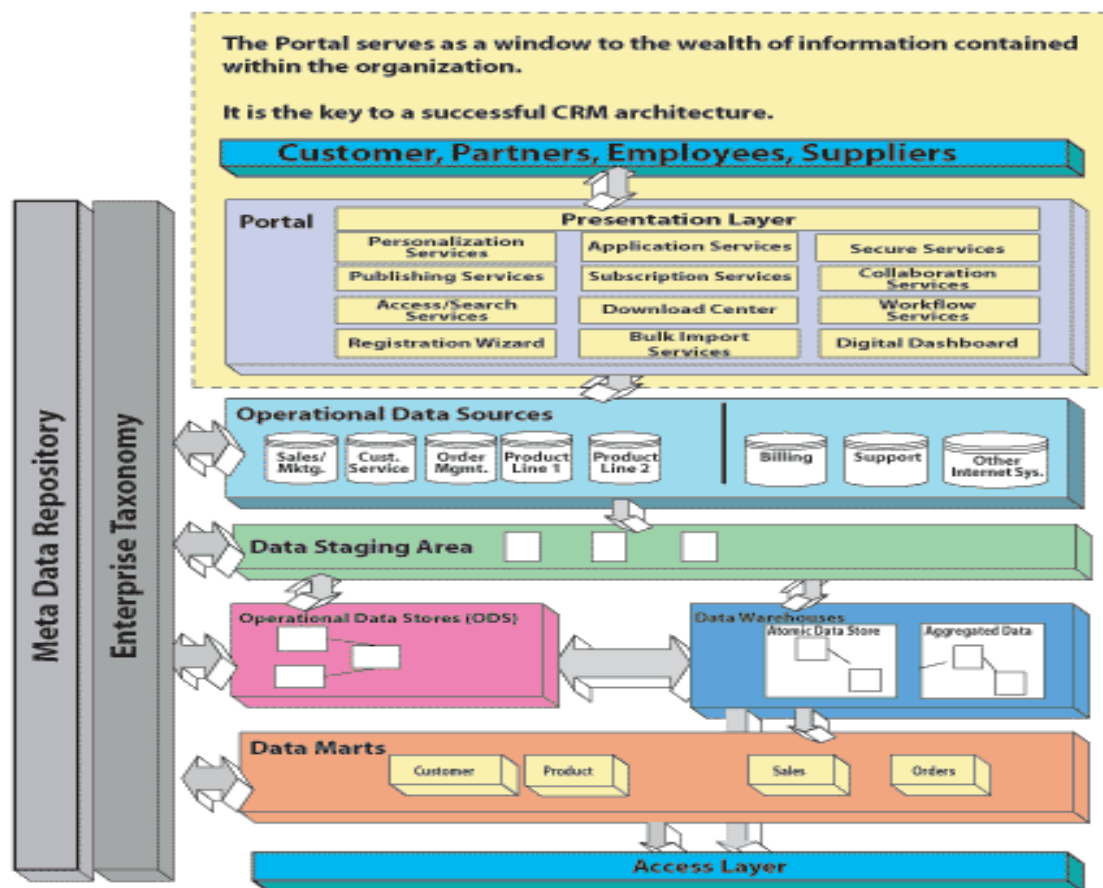 The Portal serves as a window to the wealth of information contained
within the organization.
It is the key to a successful CRM architecture.
Customer, Partners, Employees, Suppliers
Portal
Presentation Layer
Personalization
Services
Application Services
Secure Services
Publishing Services
Subscription Services
Collaboration
Services
Access/Search
Services
Download Center
Workflow
Services
Registration Wizard
Bulk Import
Services
Digital Dashboard
Meta Data Repository
Enterprise Taxonomy
Operational Data Sources
Sales/
Mktg.
Cust.
Service
Order
Mgmt.
Product
Line 1
Product
Line 2
Billing
Support
Other
Internet Sys.
Data Staging Area
Operational Data Stores (ODS)
Data Warehouses
Atomic Data Store
Aggregated Data
Data Marts
Customer
Product
Sales
Orders
Access Layer